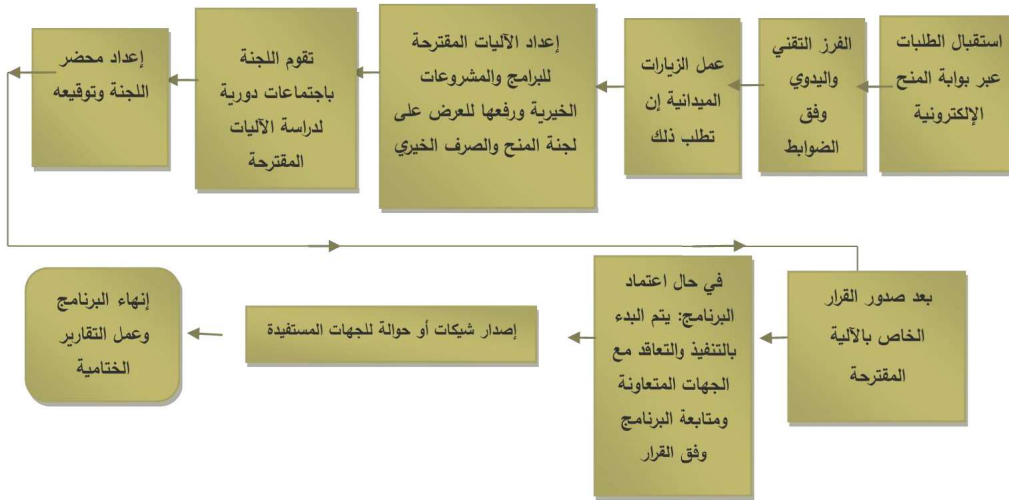 استقبال الطلبات
عبر بوابة المنح
الإلكترونية
الفرز التقني
واليدوي
وفق
الضوابط
عمل الزيارات
الميدانية إن
تطلب ذلك
إعداد الآليات المقترحة
للبرامج والمشروعات
الخيرية ورفعها للعرض على
لجنة المنح والصرف الخيري
تقوم اللجنة
باجتماعات دورية
لدراسة الآليات
المقترحة
إعداد محضر
اللجنة وتوقيعه
بعد صدور القرار
الخاص بالآلية
المقترحة
في حال اعتماد
البرنامج: يتم البدء
بالتنفيذ والتعاقد مع
الجهات المتعاونة
ومتابعة البرنامج
وفق القرار
إصدار شيكات أو حوالة للجهات المستفيدة
إنهاء البرنامج
وعمل التقارير
الختامية